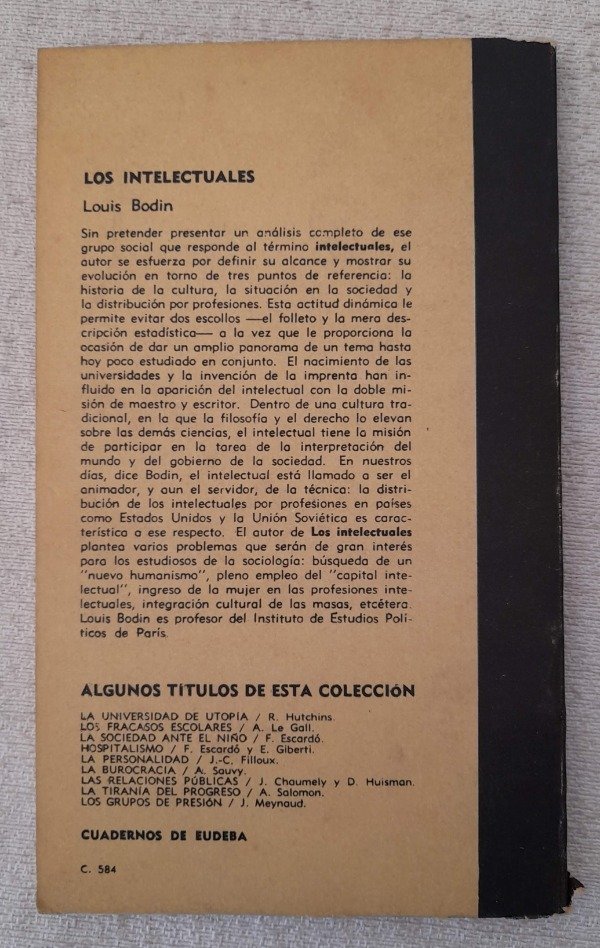 LOS INTELECTUALES
Louis Bodin
Sin pretender presentar un análisis completo de ese
grupo social que responde al término intelectuales, el
autor se esfuerza por definir su alcance y mostrar su
evolución en torno de tres puntos de referencia: la
historia de la cultura, la situación en la sociedad y
la distribución por profesiones. Esta actitud dinámica le
permite evitar dos escollos —el folleto y la mera des-
cripción estadística— a la vez que le proporciona la
ocasión de dar un amplio panorama de un tema hasta
hoy poco estudiado en conjunto. El nacimiento de las
universidades y la invención de la imprenta han in-
fluido en la aparición del intelectual con la doble mi-
sión de maestro y escritor. Dentro de una cultura tra-
dicional, en la que la filosofía y el derecho lo elevan
sobre las demás ciencias, el intelectual tiene la misión
de participar en la tarea de la interpretación del
mundo y del gobierno de la sociedad. En nuestros
días, dice Bodin, el intelectual está llamado a ser el
animador, y aun el servidor, de la técnica: la distri-
bución de los intelectuales por profesiones en países
como Estados Unidos y la Unión Soviética es carac-
terística a ese respecto. El autor de Los intelectuales
plantea varios problemas que serán de gran interés
para los estudiosos de la sociología: búsqueda de un
"nuevo humanismo", pleno empleo del "capital inte-
lectual", ingreso de la mujer en las profesiones inte-
lectuales, integración cultural de las masas, etcétera.
Louis Bodin es profesor del Instituto de Estudios Polí-
ticos de París.
ALGUNOS TÍTULOS DE ESTA COLECCIÓN
LA UNIVERSIDAD DE UTOPÍA / R. Hutchins.
LOS FRACASOS ESCOLARES / A. Le Gall.
LA SOCIEDAD ANTE EL NIÑO / F. Escardó.
HOSPITALISMO / F. Escardó y E. Giberti.
LA PERSONALIDAD / J.-C. Filloux.
LA BUROCRACIA / A. Sauvy.
LAS RELACIONES PÚBLICAS / J. Chaumely y D. Huisman.
LA TIRANÍA DEL PROGRESO / A. Salomon.
LOS GRUPOS DE PRESIÓN / J. Meynaud.
CUADERNOS DE EUDEBA
C. 584